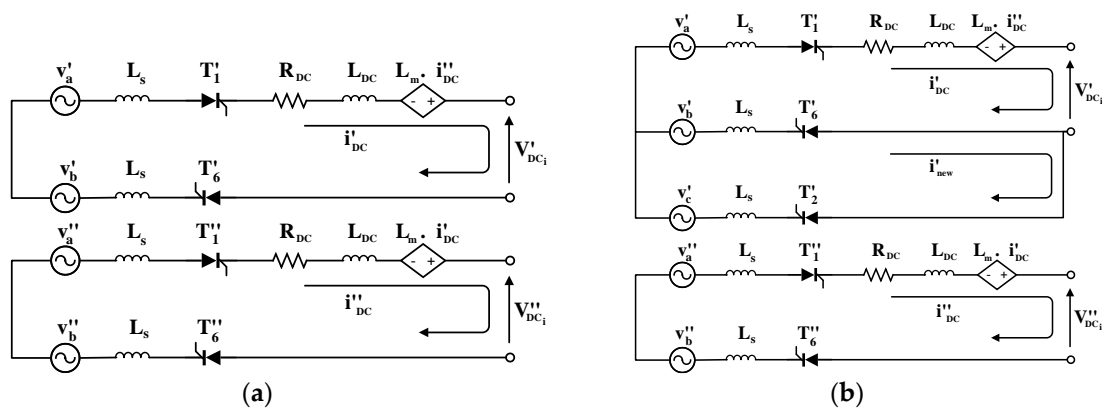 v'a Ls T'1 RDC LDC Lm. i''DC
- +
i'DC
V'DCi
v'b Ls T'6
v''a Ls T''1 RDC LDC Lm. i'DC
- +
i''DC
V''DCi
v''b Ls T''6
(a)
v'a Ls T'1 RDC LDC Lm. i''DC
- +
i'DC
V'DCi
v'b Ls T'6
i'new
v'c Ls T'2
v''a Ls T''1 RDC LDC Lm. i'DC
- +
i''DC
V''DCi
v''b Ls T''6
(b)